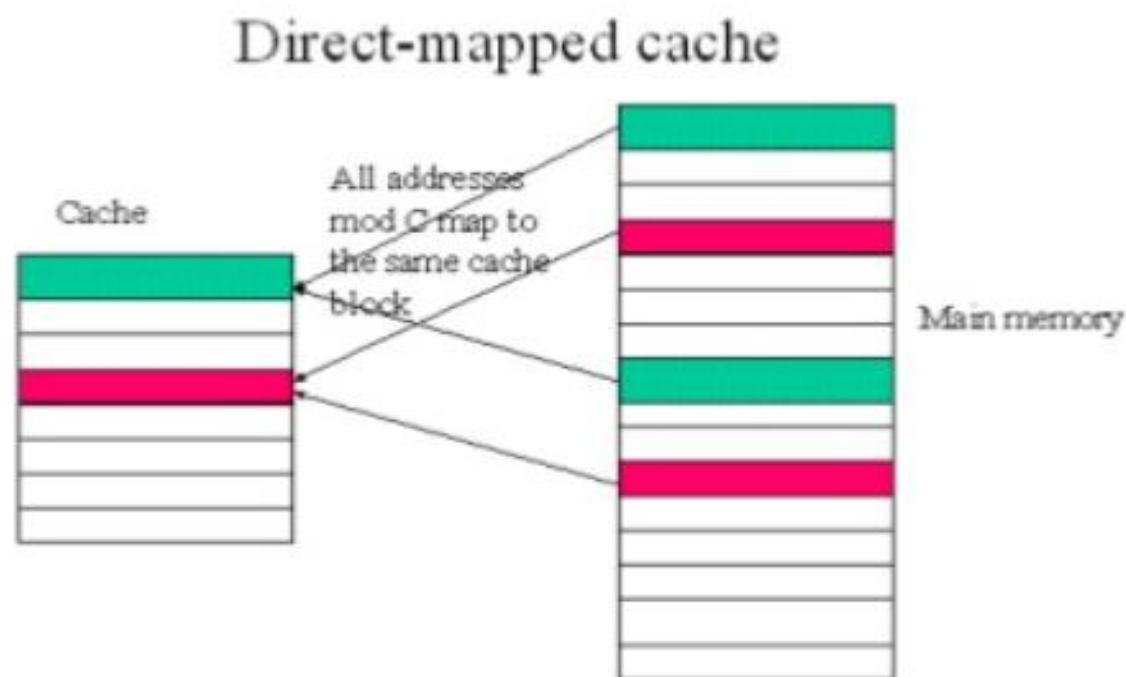 Direct-mapped cache
All addresses
mod C map to
the same cache
block
Cache
Main memory